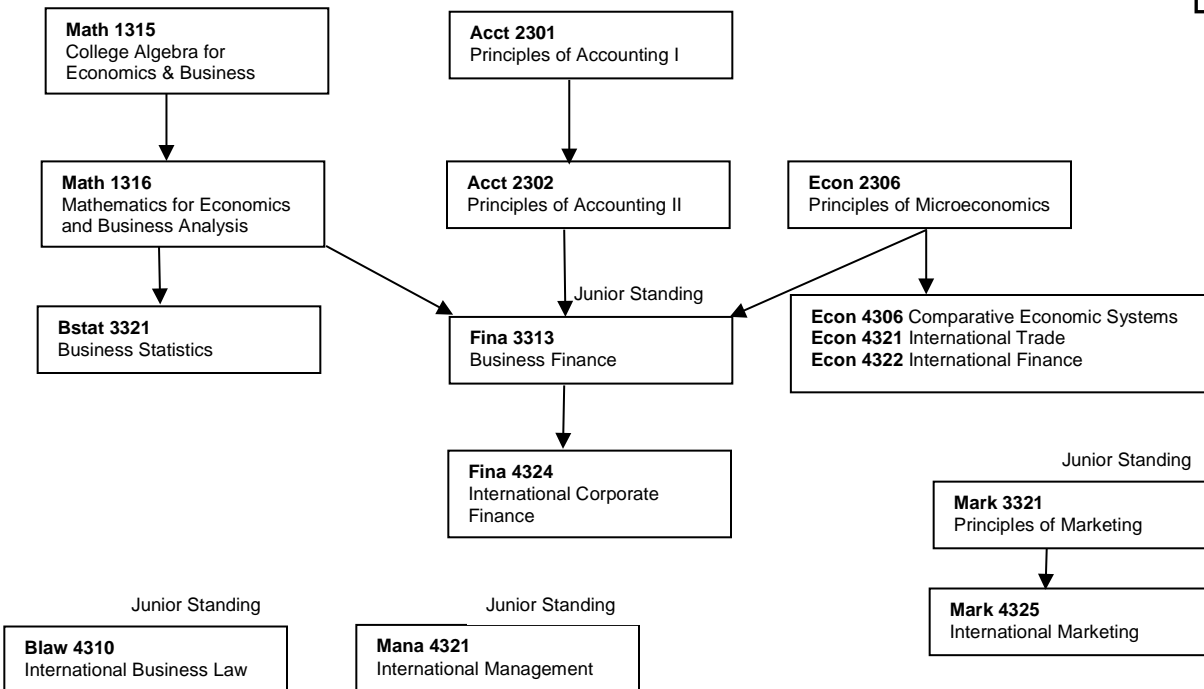 Math 1315
College Algebra for
Economics & Business
Acct 2301
Principles of Accounting I
Math 1316
Mathematics for Economics
and Business Analysis
Acct 2302
Principles of Accounting II
Econ 2306
Principles of Microeconomics
Bstat 3321
Business Statistics
Junior Standing
Fina 3313
Business Finance
Econ 4306 Comparative Economic Systems
Econ 4321 International Trade
Econ 4322 International Finance
Fina 4324
International Corporate
Finance
Junior Standing
Mark 3321
Principles of Marketing
Mark 4325
International Marketing
Junior Standing
Blaw 4310
International Business Law
Junior Standing
Mana 4321
International Management